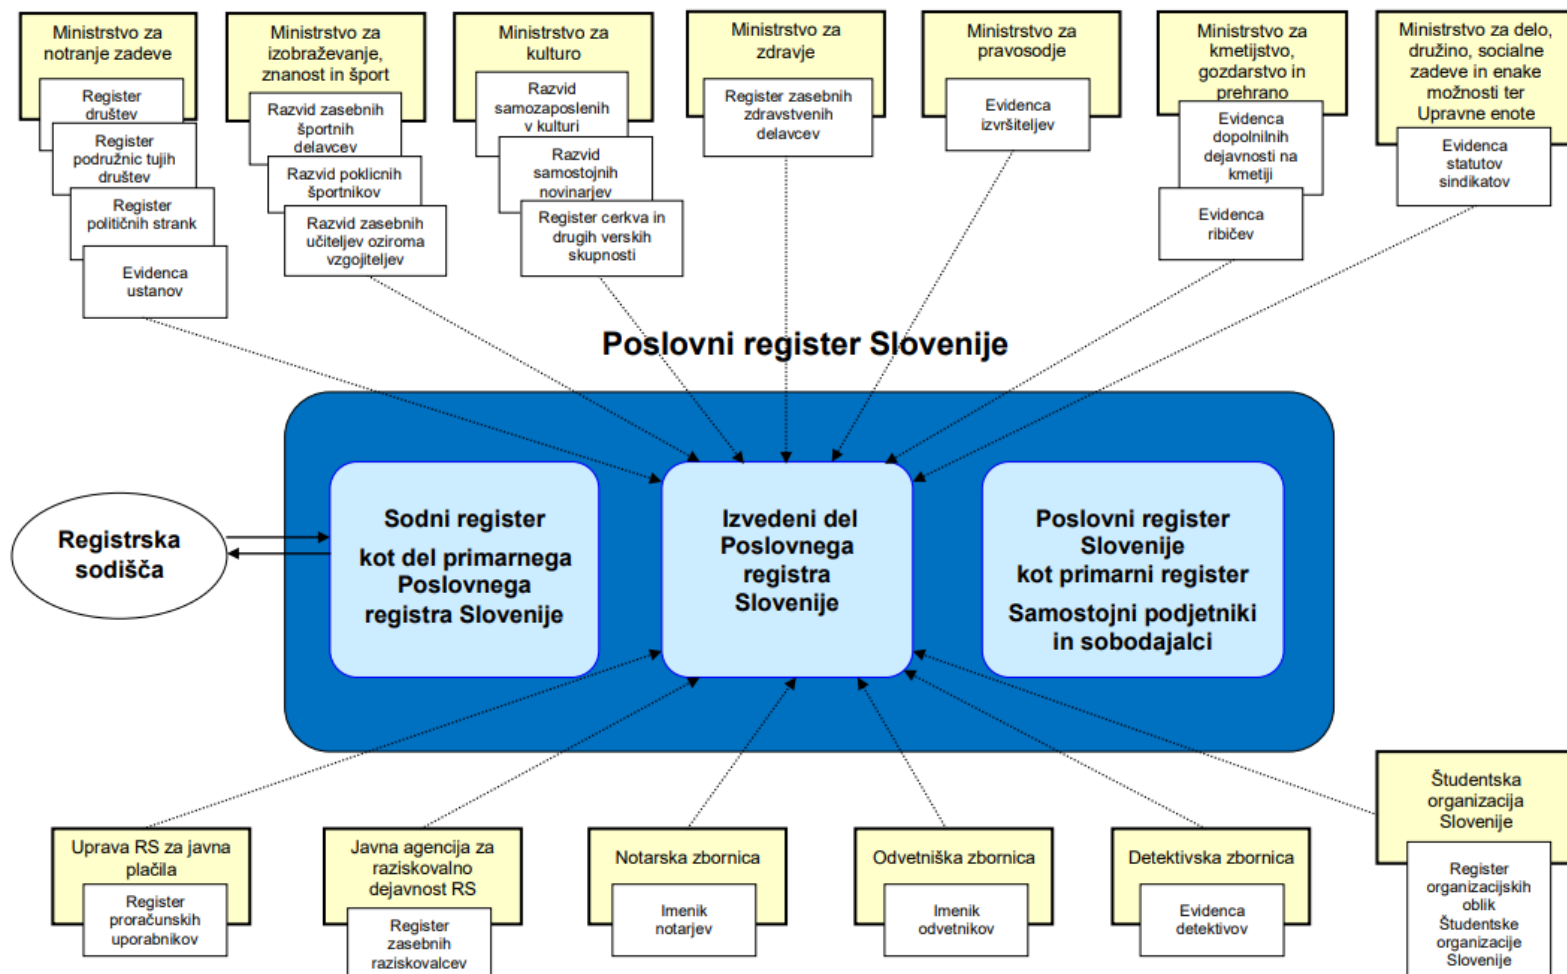 Ministrstvo za
notranje zadeve
Register
društev
Register
podružnic tujih
društev
Register
političnih strank
Evidenca
ustanov
Ministrstvo za
izobraževanje,
znanost in šport
Razvid zasebnih
športnih
delavcev
Razvid poklicnih
športnikov
Razvid zasebnih
učiteljev oziroma
vzgojiteljev
Ministrstvo za
kulturo
Razvid
samozaposlenih
v kulturi
Razvid
samostojnih
novinarjev
Register cerkva in
drugih verskih
skupnosti
Ministrstvo za
zdravje
Register zasebnih
zdravstvenih
delavcev
Ministrstvo za
pravosodje
Evidenca
izvršiteljev
Ministrstvo za
kmetijstvo,
gozdarstvo in
prehrano
Evidenca
dopolnilnih
dejavnosti na
kmetiji
Evidenca
ribičev
Ministrstvo za delo,
družino, socialne
zadeve in enake
možnosti ter
Upravne enote
Evidenca
statutov
sindikatov
Poslovni register Slovenije
Registrska
sodišča
Sodni register
kot del primarnega
Poslovnega
registra Slovenije
Izvedeni del
Poslovnega
registra
Slovenije
Poslovni register
Slovenije
kot primarni register
Samostojni podjetniki
in sobodajalci
Uprava RS za javna
plačila
Register
proračunskih
uporabnikov
Javna agencija za
raziskovalno
dejavnost RS
Register
zasebnih
raziskovalcev
Notarska zbornica
Imenik
notarjev
Odvetniška zbornica
Imenik
odvetnikov
Detektivska zbornica
Evidenca
detektivov
Študentska
organizacija
Slovenije
Register
organizacijskih
oblik
Študentske
organizacije
Slovenije